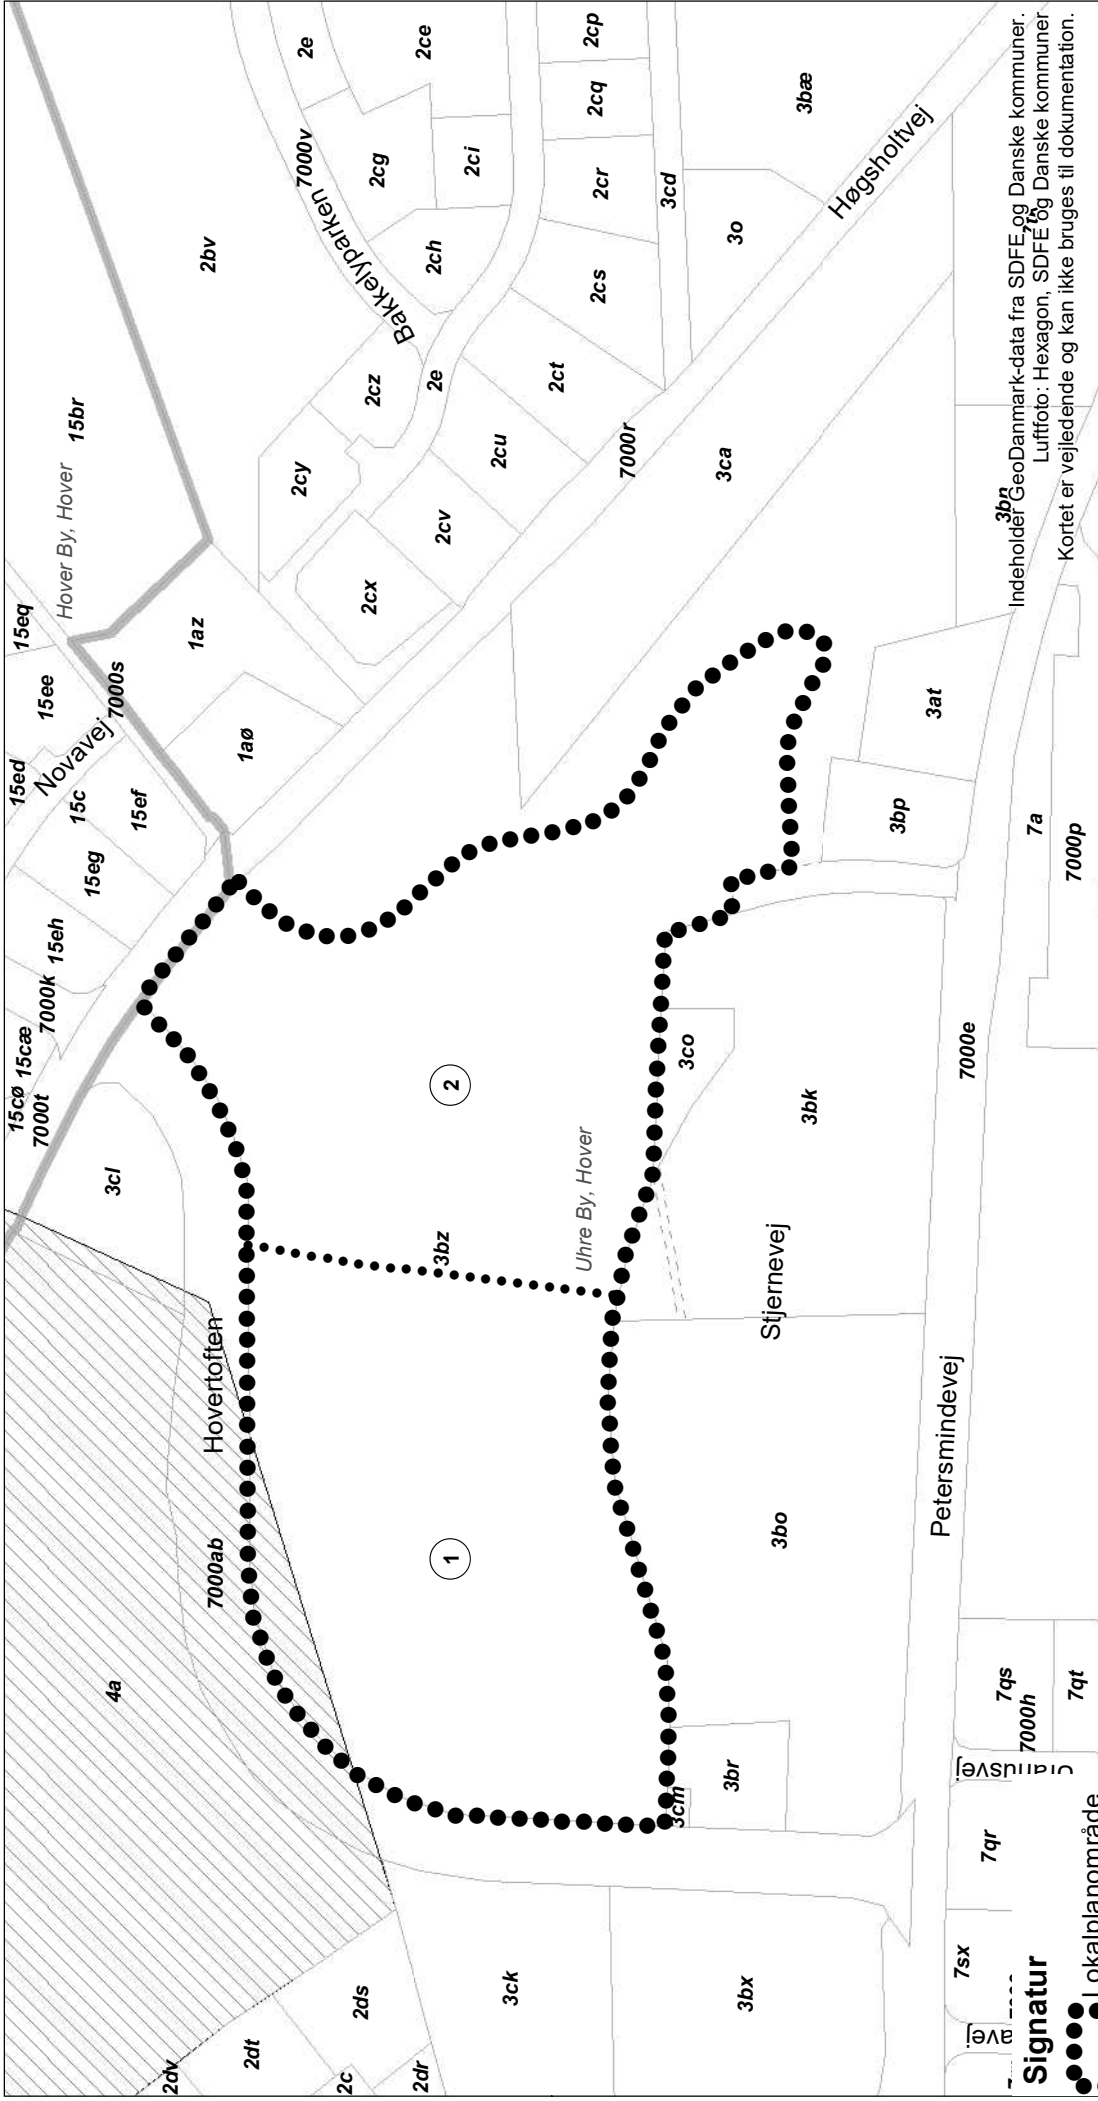 15eq
15br
Hover By, Hover
15ee
7000s
15ed
Novavej
15c
15ef
15eg
15eh
7000k
15cæ
15cø
7000t
1az
1aø
2bv
2e
2ce
7000v
Bakkelyparken
2cg
2ci
2ch
2cp
2cq
2cr
2cs
3cd
3bæ
3o
Høgsholtvej
2cz
2e
2cy
2cu
2ct
2cv
2cx
7000r
3ca
3bn
3at
3bp
7a
7000p
7000e
3cl
Hovertoften
7000ab
4a
2
1
3bz
Uhre By, Hover
3co
3bk
Stjernevej
3bo
Petersmindevej
3br
3cm
7qs
7000h
7qt
7qr
7sx
2dv
2dt
2ds
2c
2dr
3ck
3bx
Indeholder GeoDanmark-data fra SDFE og Danske kommuner.
Luftfoto: Hexagon, SDFE og Danske kommuner
Kortet er vejledende og kan ikke bruges til dokumentation.
Signatur
Lokalplanområde